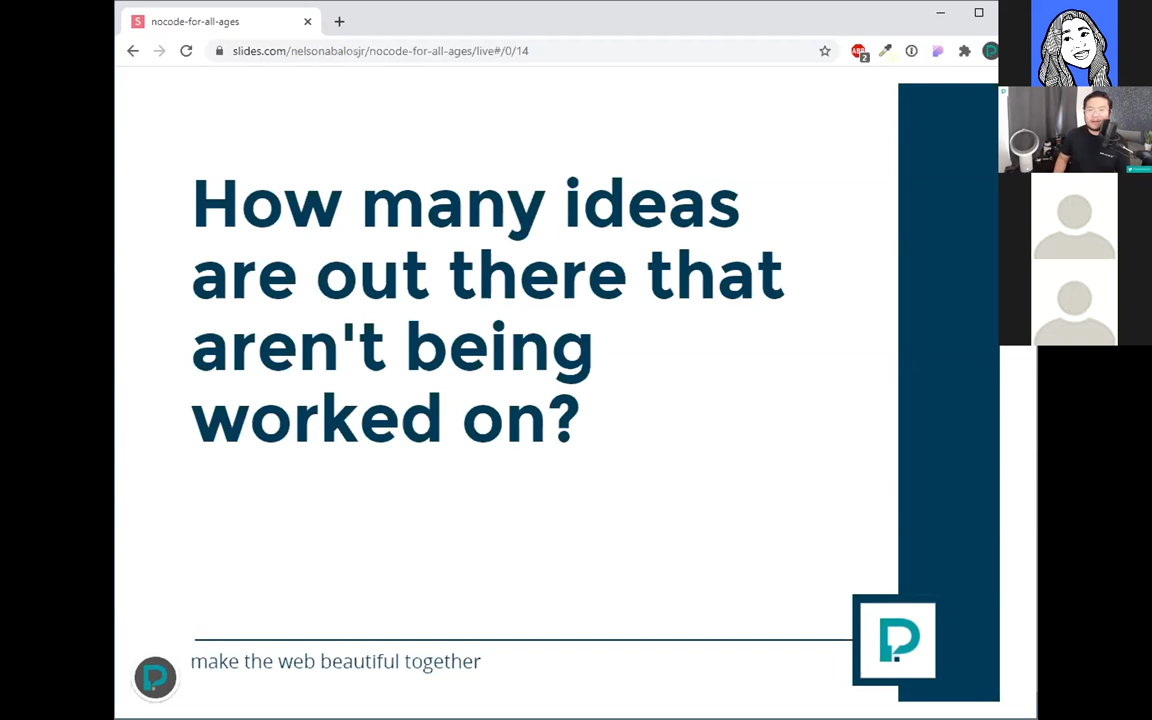 nocode-for-all-ages
slides.com/nelsonabalosjr/nocode-for-all-ages/live#/0/14
How many ideas
are out there that
aren't being
worked on?
make the web beautiful together